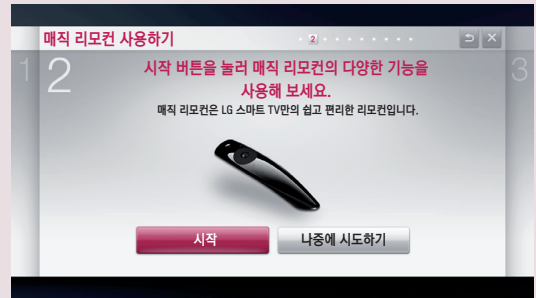 매직 리모컨 사용하기
2
1
2
3
시작 버튼을 눌러 매직 리모컨의 다양한 기능을
사용해 보세요.
매직 리모컨은 LG 스마트 TV만의 쉽고 편리한 리모컨입니다.
시작
나중에 시도하기